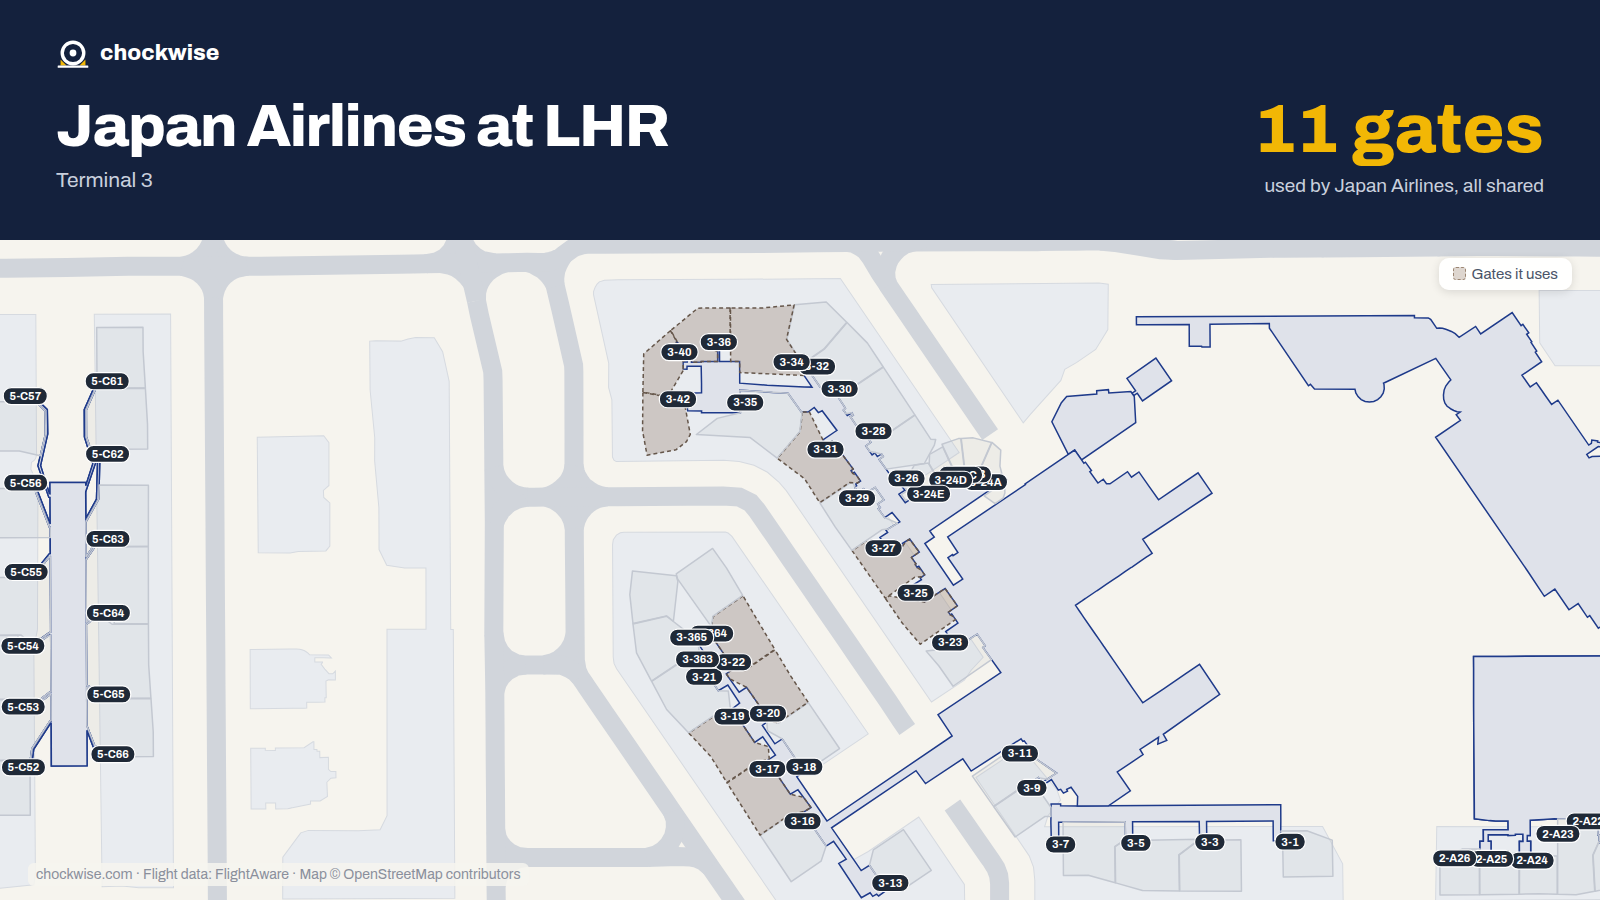 chockwise
Japan Airlines at LHR
Terminal 3
11 gates
used by Japan Airlines, all shared
Gates it uses
3-36
3-40
3-34
3-32
5-C61
3-30
5-C57
3-42
3-35
3-28
3-31
5-C62
3-26
3-24D
5-C56
3-24E
3-29
5-C63
3-27
5-C55
3-25
5-C64
3-365
3-23
5-C54
3-363
3-22
3-21
5-C65
5-C53
3-19
3-20
3-11
5-C66
5-C52
3-17
3-18
3-9
3-16
2-A22
2-A23
3-7
3-5
3-3
3-1
2-A26
2-A25
2-A24
3-13
chockwise.com · Flight data: FlightAware · Map © OpenStreetMap contributors